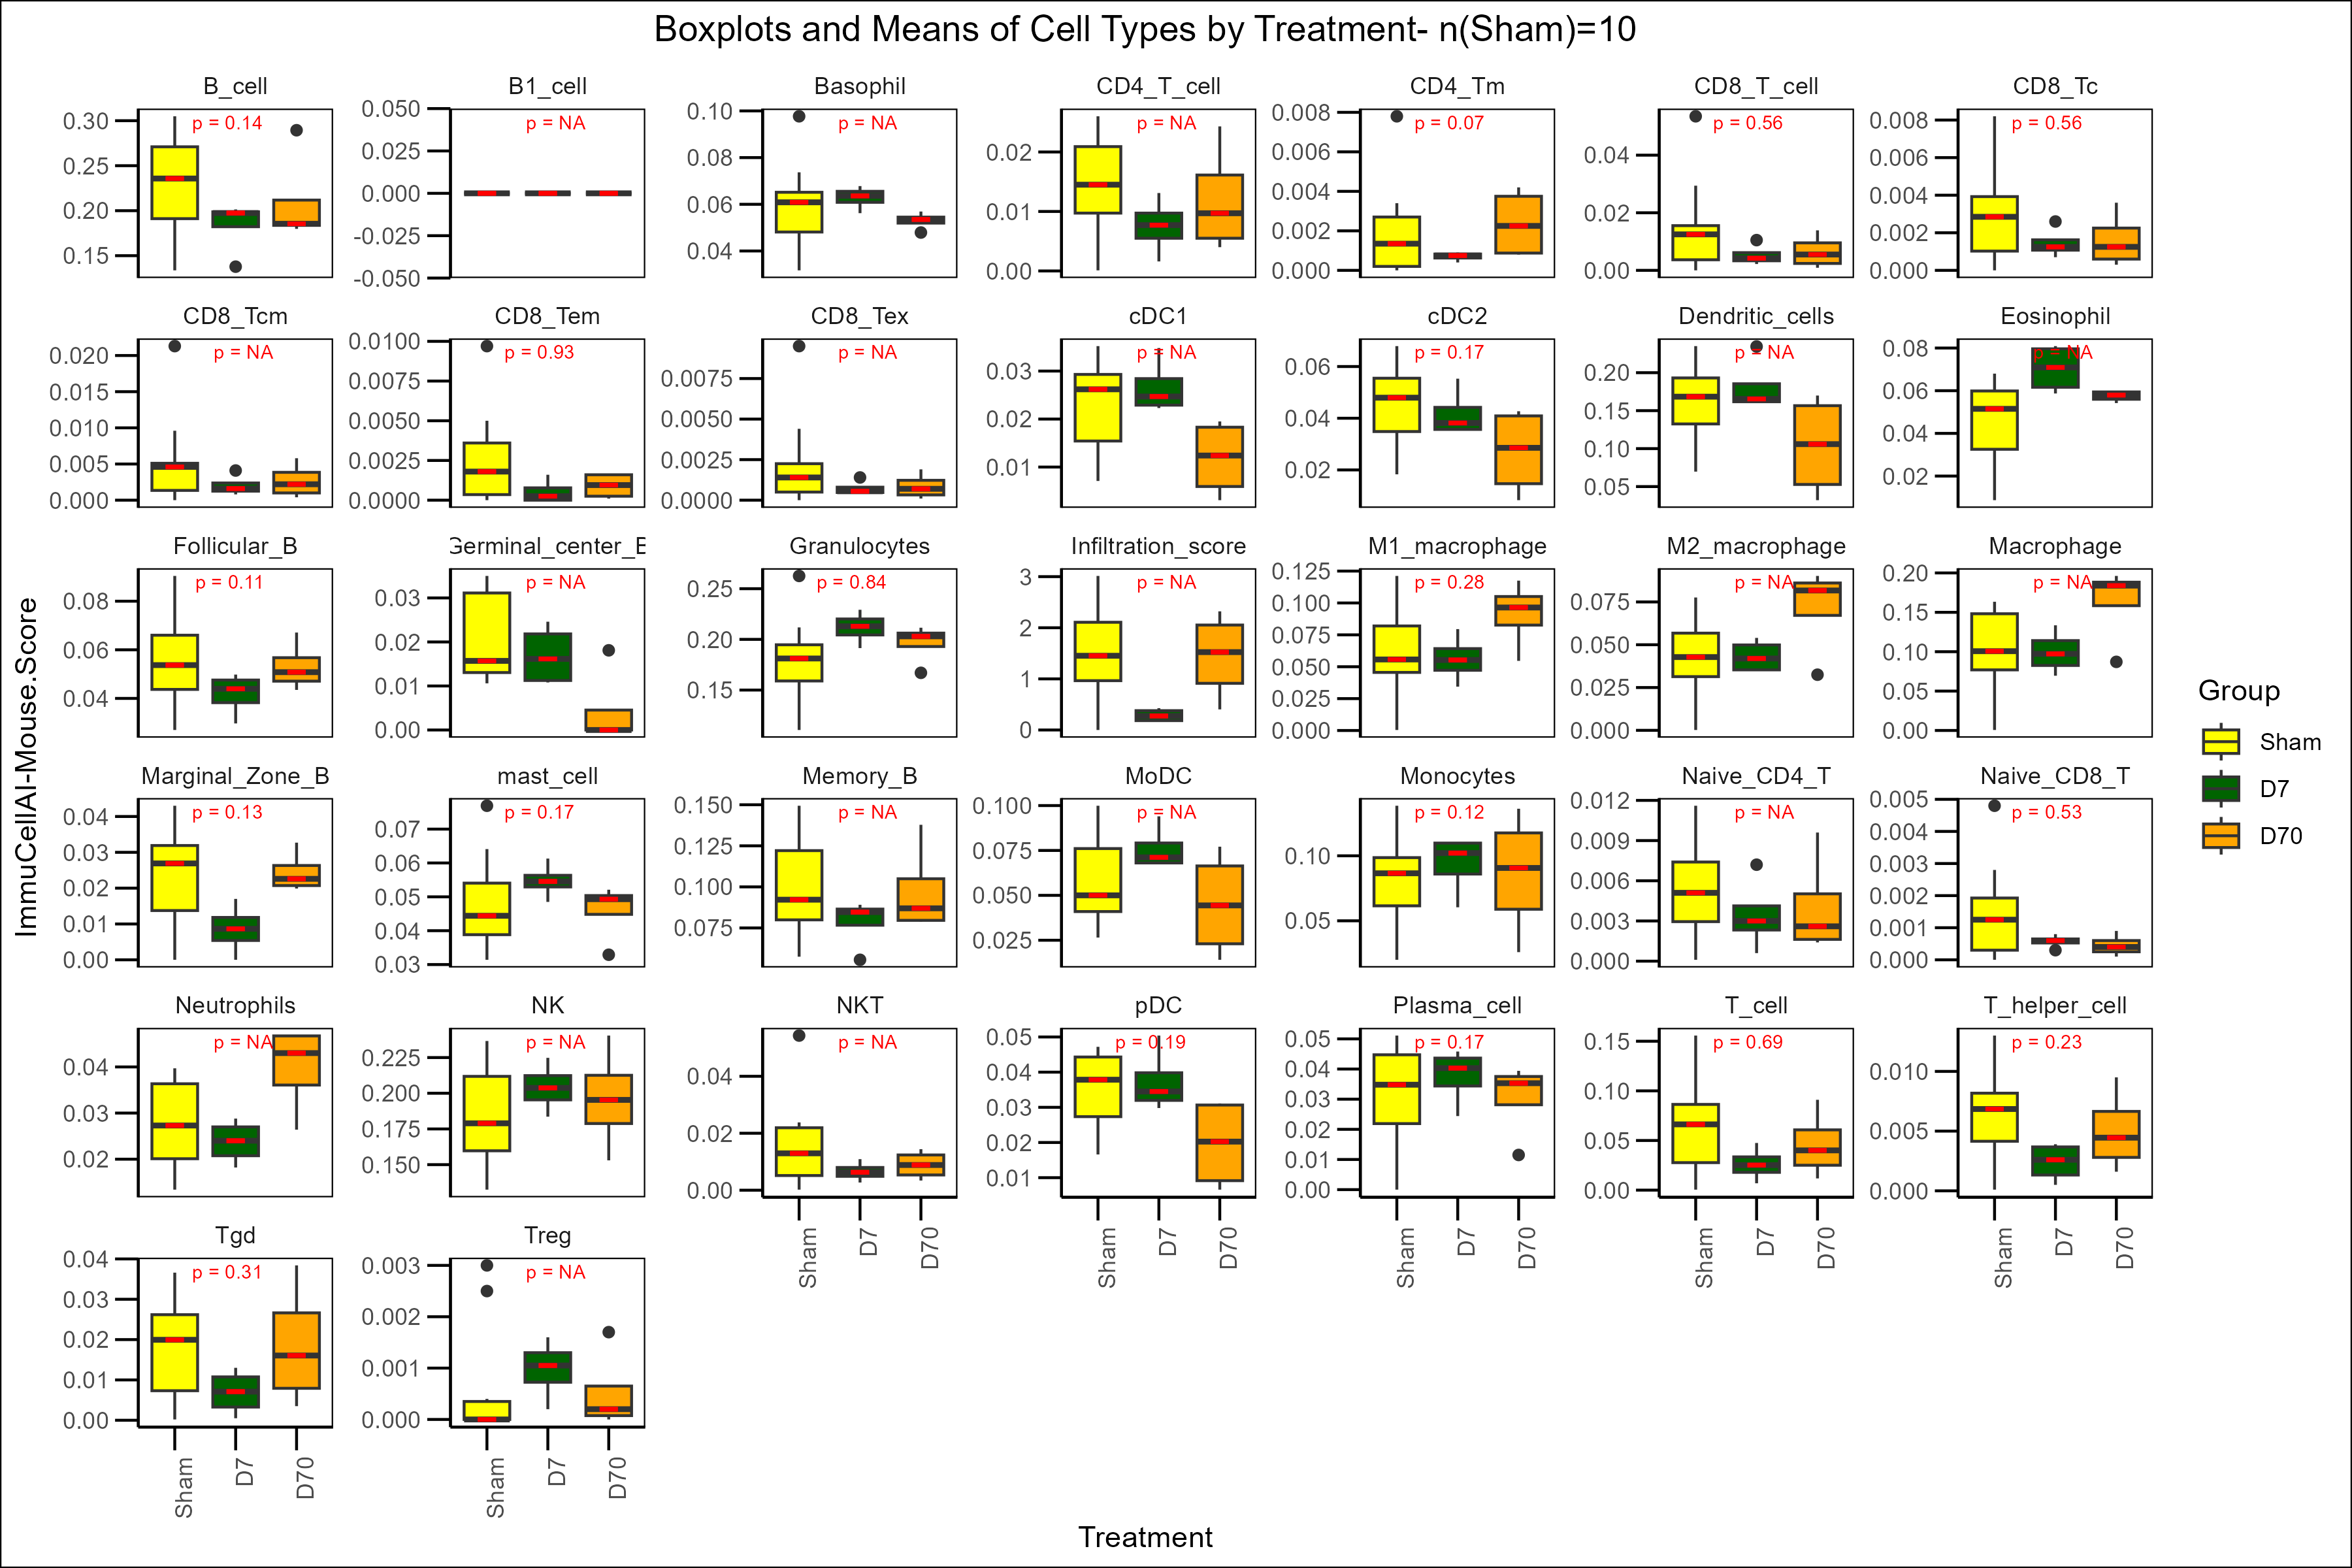 Boxplots and Means of Cell Types by Treatment- n(Sham)=10
B_cell
0.30
0.25
0.20
0.15
p = 0.14
B1_cell
0.050
0.025
0.000
-0.025
-0.050
p = NA
Basophil
0.10
0.08
0.06
0.04
p = NA
CD4_T_cell
0.02
0.01
0.00
p = NA
CD4_Tm
0.008
0.006
0.004
0.002
0.000
p = 0.07
CD8_T_cell
0.04
0.02
0.00
p = 0.56
CD8_Tc
0.008
0.006
0.004
0.002
0.000
p = 0.56
CD8_Tcm
0.020
0.015
0.010
0.005
0.000
p = NA
CD8_Tem
0.0100
0.0075
0.0050
0.0025
0.0000
p = 0.93
CD8_Tex
0.0075
0.0050
0.0025
0.0000
p = NA
cDC1
0.03
0.02
0.01
p = NA
cDC2
0.06
0.04
0.02
p = 0.17
Dendritic_cells
0.20
0.15
0.10
0.05
p = NA
Eosinophil
0.08
0.06
0.04
0.02
p = NA
Follicular_B
0.08
0.06
0.04
p = 0.11
Germinal_center_B
0.03
0.02
0.01
0.00
p = NA
Granulocytes
0.25
0.20
0.15
p = 0.84
Infiltration_score
3
2
1
0
p = NA
M1_macrophage
0.125
0.100
0.075
0.050
0.025
0.000
p = 0.28
M2_macrophage
0.075
0.050
0.025
0.000
p = NA
Macrophage
0.20
0.15
0.10
0.05
0.00
p = NA
Marginal_Zone_B
0.04
0.03
0.02
0.01
0.00
p = 0.13
mast_cell
0.07
0.06
0.05
0.04
0.03
p = 0.17
Memory_B
0.150
0.125
0.100
0.075
p = NA
MoDC
0.100
0.075
0.050
0.025
p = NA
Monocytes
0.10
0.05
p = 0.12
Naive_CD4_T
0.012
0.009
0.006
0.003
0.000
p = NA
Naive_CD8_T
0.005
0.004
0.003
0.002
0.001
0.000
p = 0.53
Neutrophils
0.04
0.03
0.02
p = NA
NK
0.225
0.200
0.175
0.150
p = NA
NKT
0.04
0.02
0.00
p = NA
Sham
D7
D70
pDC
0.05
0.04
0.03
0.02
0.01
p = 0.19
Sham
D7
D70
Plasma_cell
0.05
0.04
0.03
0.02
0.01
0.00
p = 0.17
Sham
D7
D70
T_cell
0.15
0.10
0.05
0.00
p = 0.69
Sham
D7
D70
T_helper_cell
0.010
0.005
0.000
p = 0.23
Sham
D7
D70
Tgd
0.04
0.03
0.02
0.01
0.00
p = 0.31
Sham
D7
D70
Treg
0.003
0.002
0.001
0.000
p = NA
Sham
D7
D70
ImmuCellAI-Mouse.Score
Treatment
Group
Sham
D7
D70